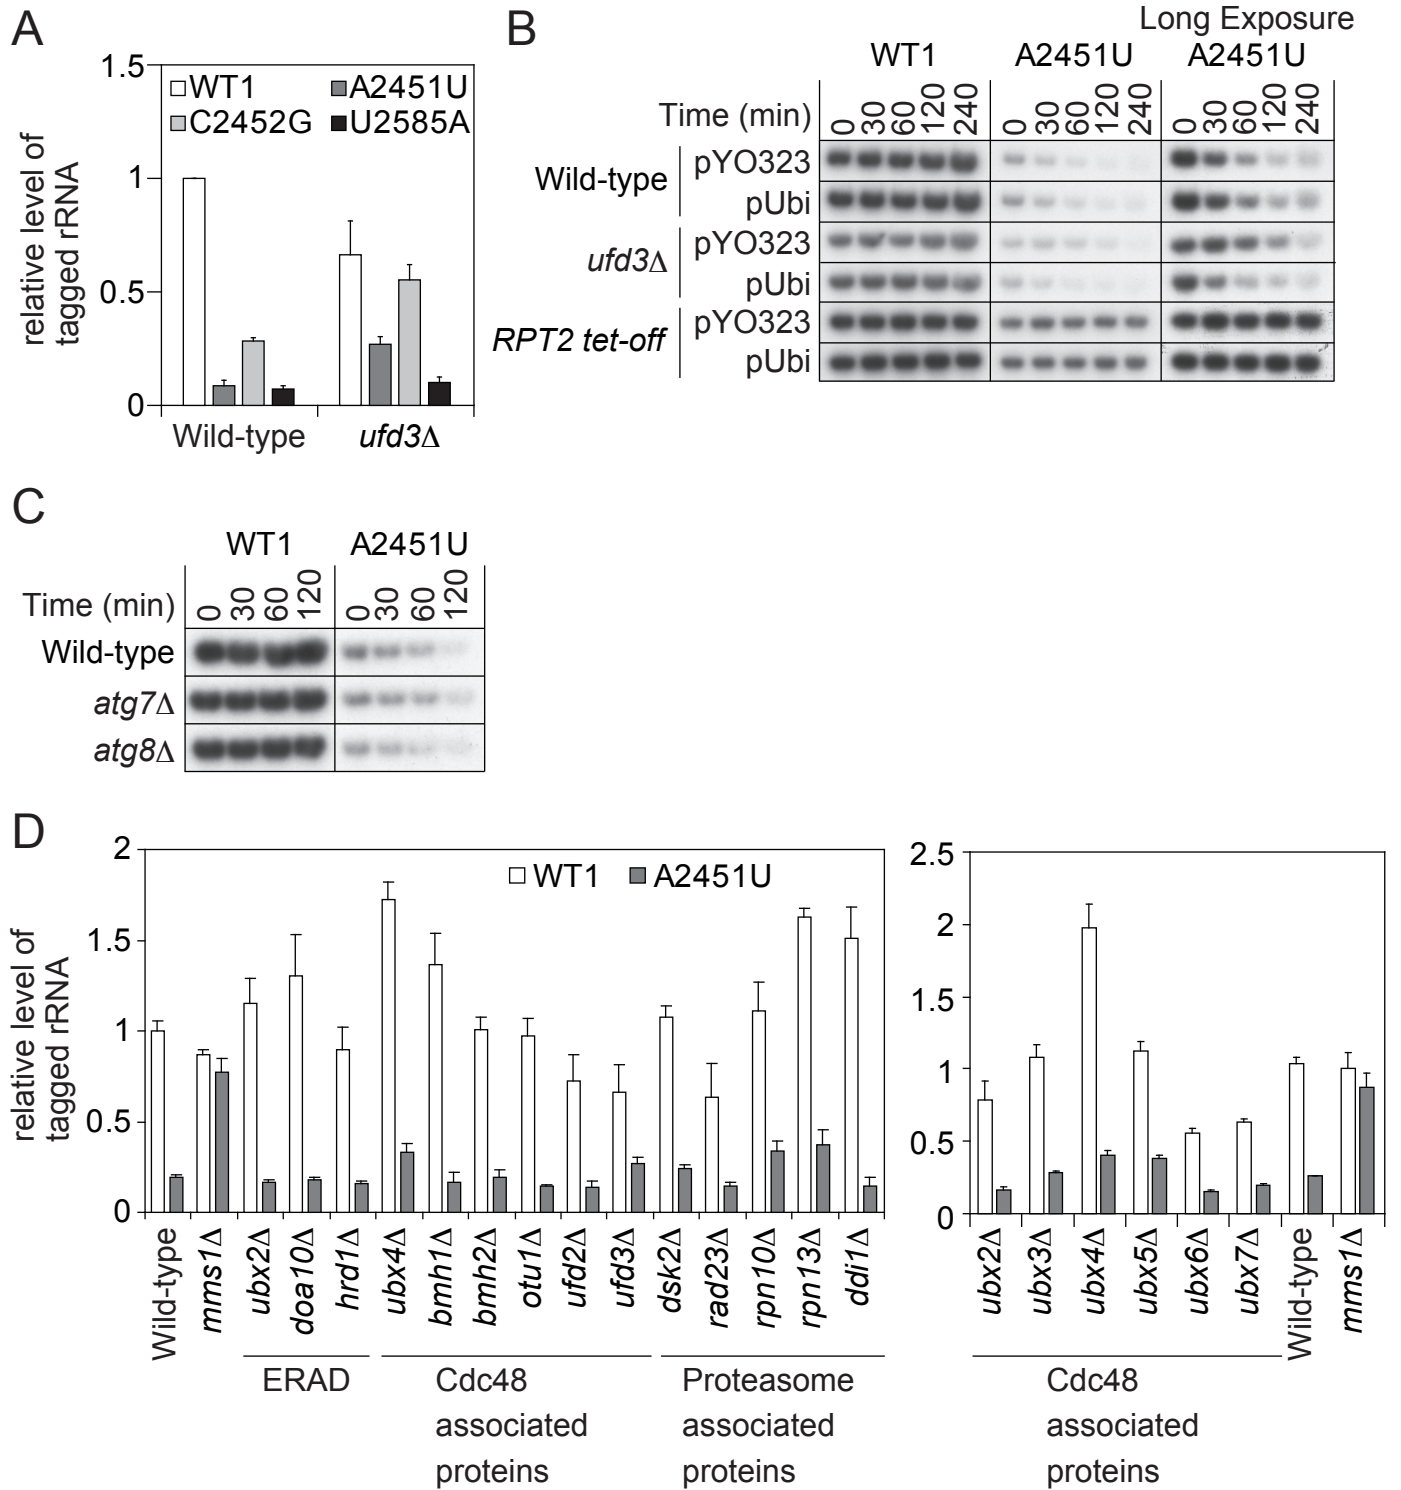 A
1.5
1
0.5
0
relative level of
tagged rRNA
WT1
A2451U
C2452G
U2585A
Wild-type
ufd3Δ
B
Long Exposure
WT1
A2451U
A2451U
Time (min)
0 30 60 120 240
0 30 60 120 240
0 30 60 120 240
Wild-type
pYO323
pUbi
ufd3Δ
pYO323
pUbi
RPT2 tet-off
pYO323
pUbi
C
WT1
A2451U
Time (min)
0 30 60 120
0 30 60 120
Wild-type
atg7Δ
atg8Δ
D
2
1.5
1
0.5
0
relative level of
tagged rRNA
WT1
A2451U
Wild-type
mms1Δ
ubx2Δ
doa10Δ
hrd1Δ
ubx4Δ
bmh1Δ
bmh2Δ
otu1Δ
ufd2Δ
ufd3Δ
dsk2Δ
rad23Δ
rpn10Δ
rpn13Δ
ddi1Δ
ERAD
Cdc48
associated
proteins
Proteasome
associated
proteins
2.5
2
1.5
1
0.5
0
ubx2Δ
ubx3Δ
ubx4Δ
ubx5Δ
ubx6Δ
ubx7Δ
Wild-type
mms1Δ
Cdc48
associated
proteins